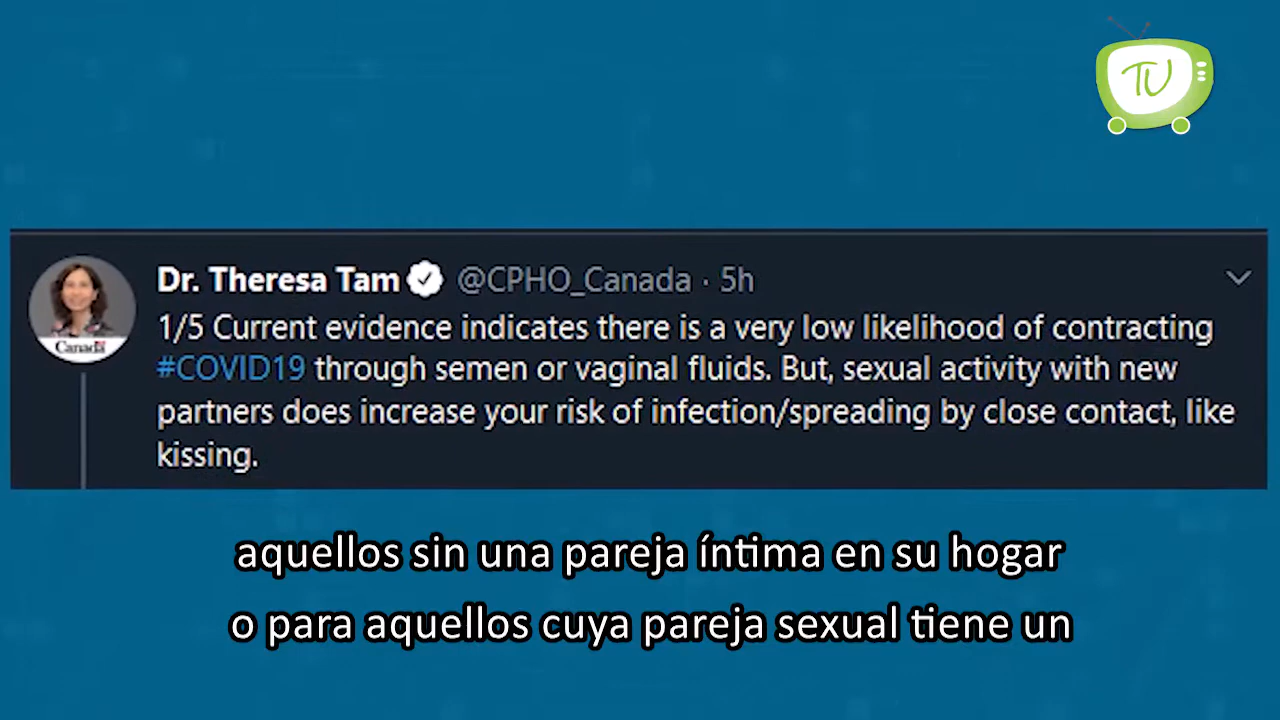 TU
Dr. Theresa Tam @CPHO_Canada · 5h
1/5 Current evidence indicates there is a very low likelihood of contracting
#COVID19 through semen or vaginal fluids. But, sexual activity with new
partners does increase your risk of infection/spreading by close contact, like
kissing.
Canada
aquellos sin una pareja íntima en su hogar
o para aquellos cuya pareja sexual tiene un